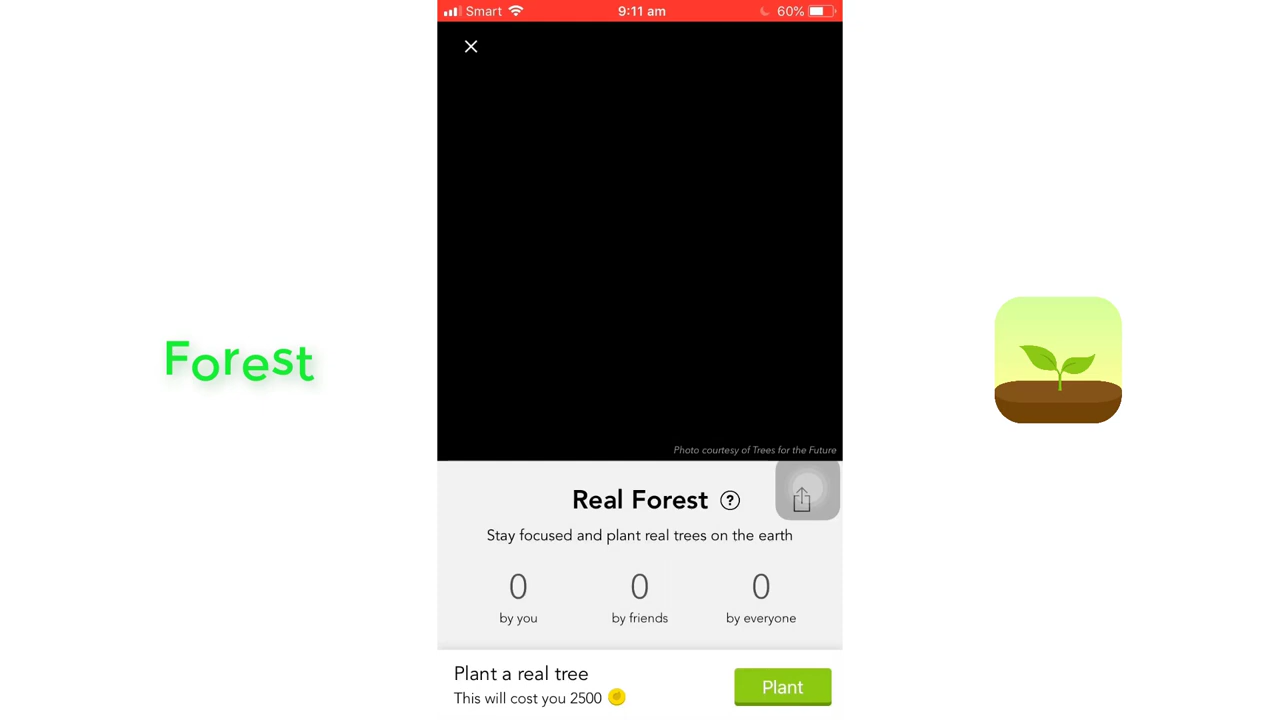 Smart
9:11 am
60%
Photo courtesy of Trees for the Future
Forest
Real Forest ?
Stay focused and plant real trees on the earth
0 0 0
by you by friends by everyone
Plant a real tree
This will cost you 2500
Plant